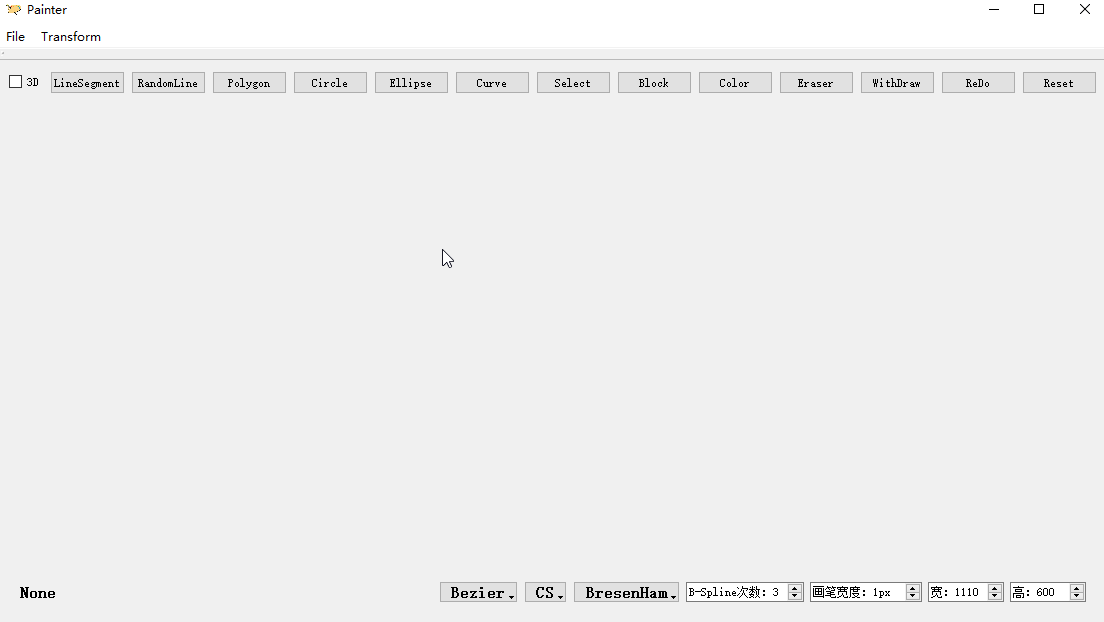 Painter
File Transform
3D LineSegment RandomLine Polygon Circle Ellipse Curve Select Block Color Eraser WithDraw ReDo Reset
None Bezier CS BresenHam B-Spline次数: 3 画笔宽度: 1px 宽: 1110 高: 600